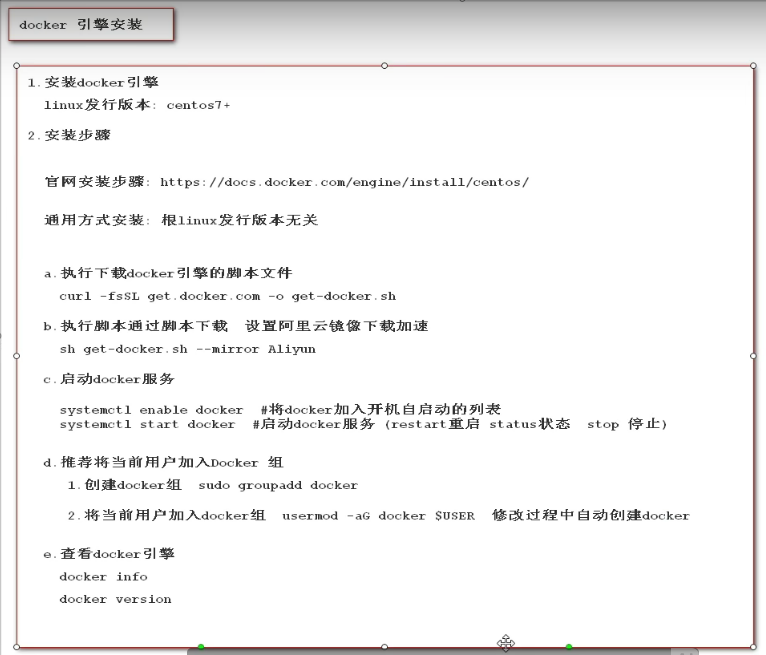 docker 引擎安装
1.安装docker引擎
linux发行版本: centos7+
2.安装步骤
官网安装步骤: https://docs.docker.com/engine/install/centos/
通用方式安装: 根linux发行版本无关
a.执行下载docker引擎的脚本文件
curl -fsSL get.docker.com -o get-docker.sh
b.执行脚本通过脚本下载 设置阿里云镜像下载加速
sh get-docker.sh --mirror Aliyun
c.启动docker服务
systemctl enable docker #将docker加入开机自启动的列表
systemctl start docker #启动docker服务 (restart重启 status状态 stop 停止)
d.推荐将当前用户加入Docker 组
1.创建docker组 sudo groupadd docker
2.将当前用户加入docker组 usermod -aG docker $USER 修改过程中自动创建docker
e.查看docker引擎
docker info
docker version